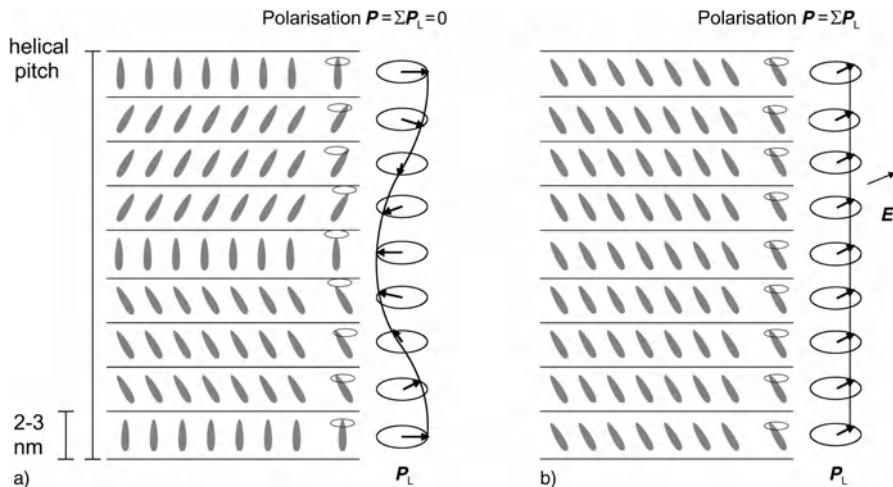 Polarisation P = ΣP_L = 0
Polarisation P = ΣP_L
helical
pitch
E
2-3
nm
a)
P_L
b)
P_L